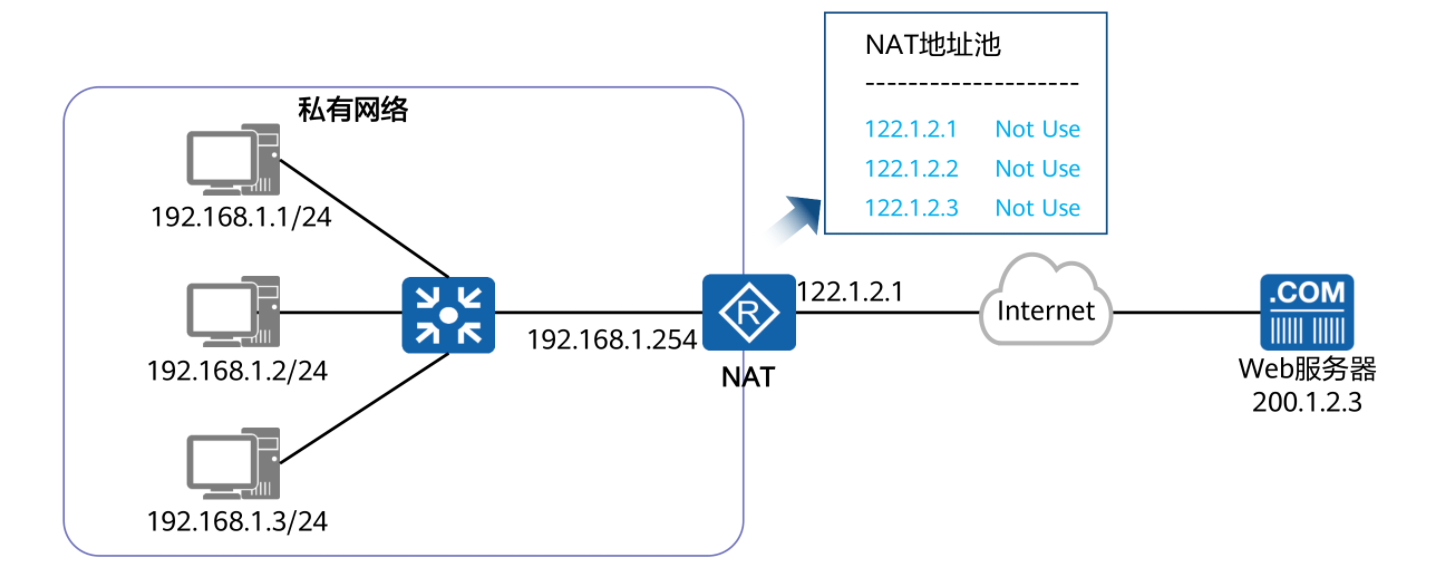 NAT地址池
--------------------
122.1.2.1 Not Use
122.1.2.2 Not Use
122.1.2.3 Not Use
私有网络
192.168.1.1/24
192.168.1.2/24
192.168.1.3/24
192.168.1.254
R
NAT
122.1.2.1
Internet
.COM
Web服务器
200.1.2.3